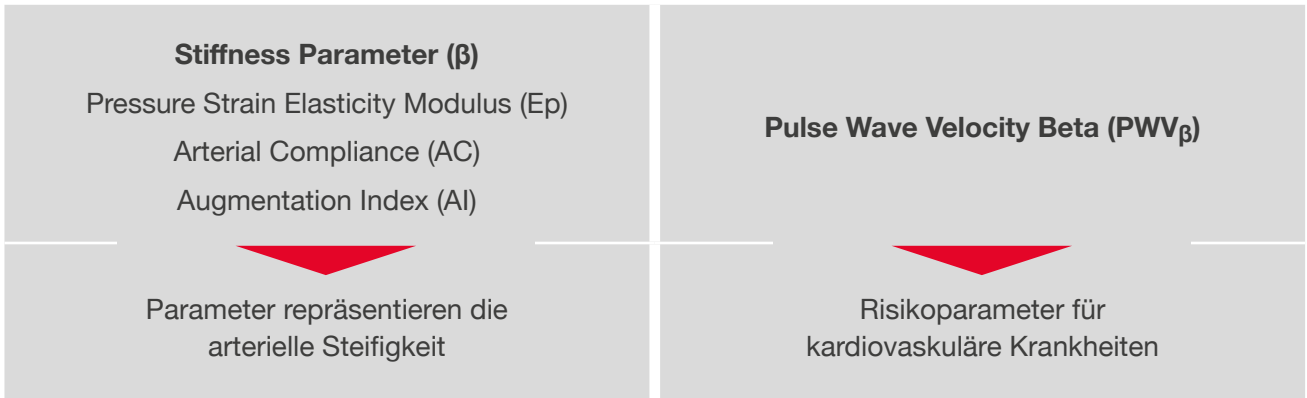 Stiffness Parameter (β)
Pressure Strain Elasticity Modulus (Ep)
Arterial Compliance (AC)
Augmentation Index (AI)
Parameter repräsentieren die
arterielle Steifigkeit
Pulse Wave Velocity Beta (PWVβ)
Risikoparameter für
kardiovaskuläre Krankheiten